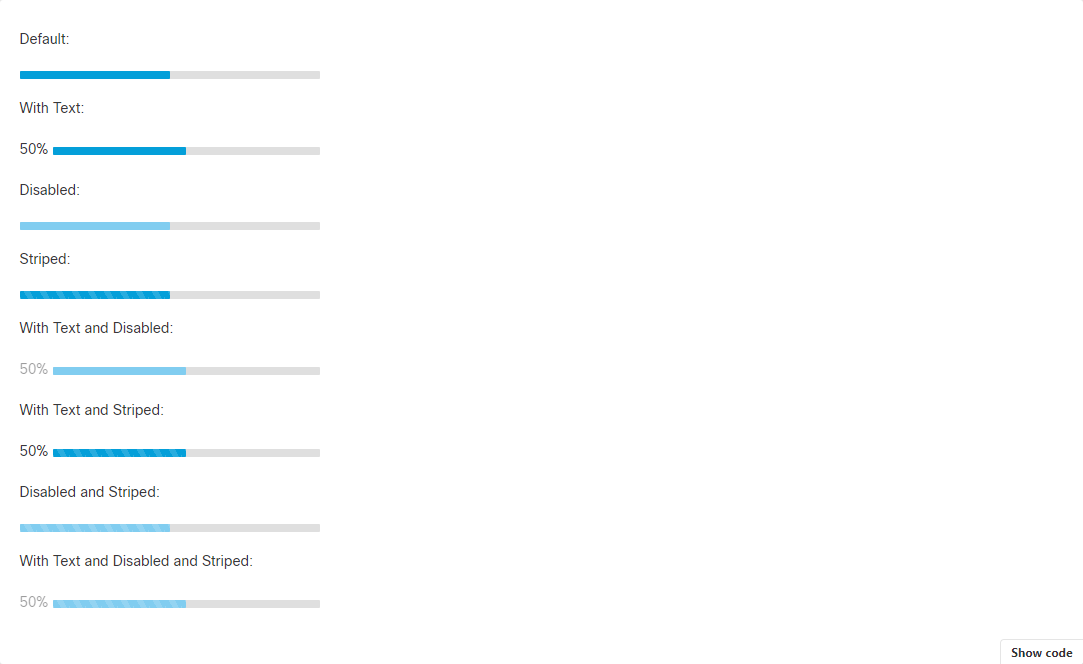 Default:
With Text:
50%
Disabled:
Striped:
With Text and Disabled:
50%
With Text and Striped:
50%
Disabled and Striped:
With Text and Disabled and Striped:
50%
Show code